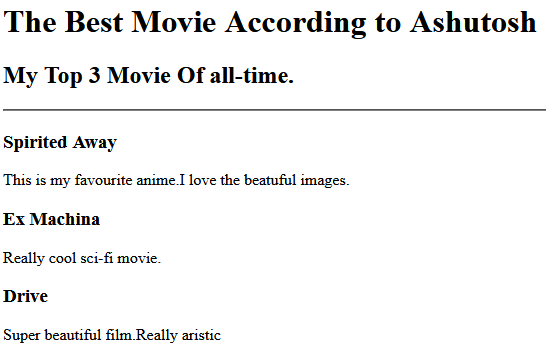 The Best Movie According to Ashutosh
My Top 3 Movie Of all-time.
Spirited Away
This is my favourite anime.I love the beatuful images.
Ex Machina
Really cool sci-fi movie.
Drive
Super beautiful film.Really aristic